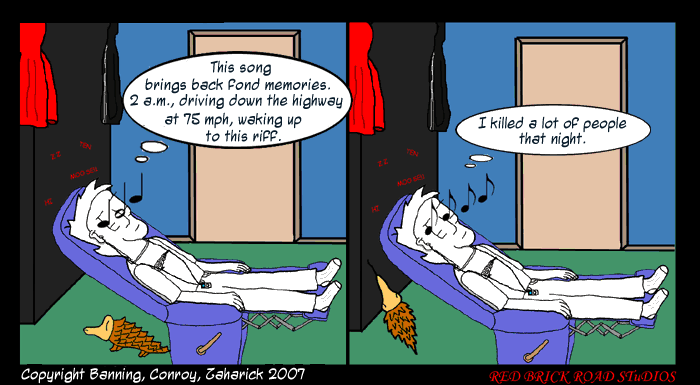 This song
brings back fond memories.
2 a.m., driving down the highway
at 75 mph, waking up
to this riff.
I killed a lot of people
that night.
Copyright Banning, Conroy, Zaharick 2007
RED BRICK ROAD STuDIOS